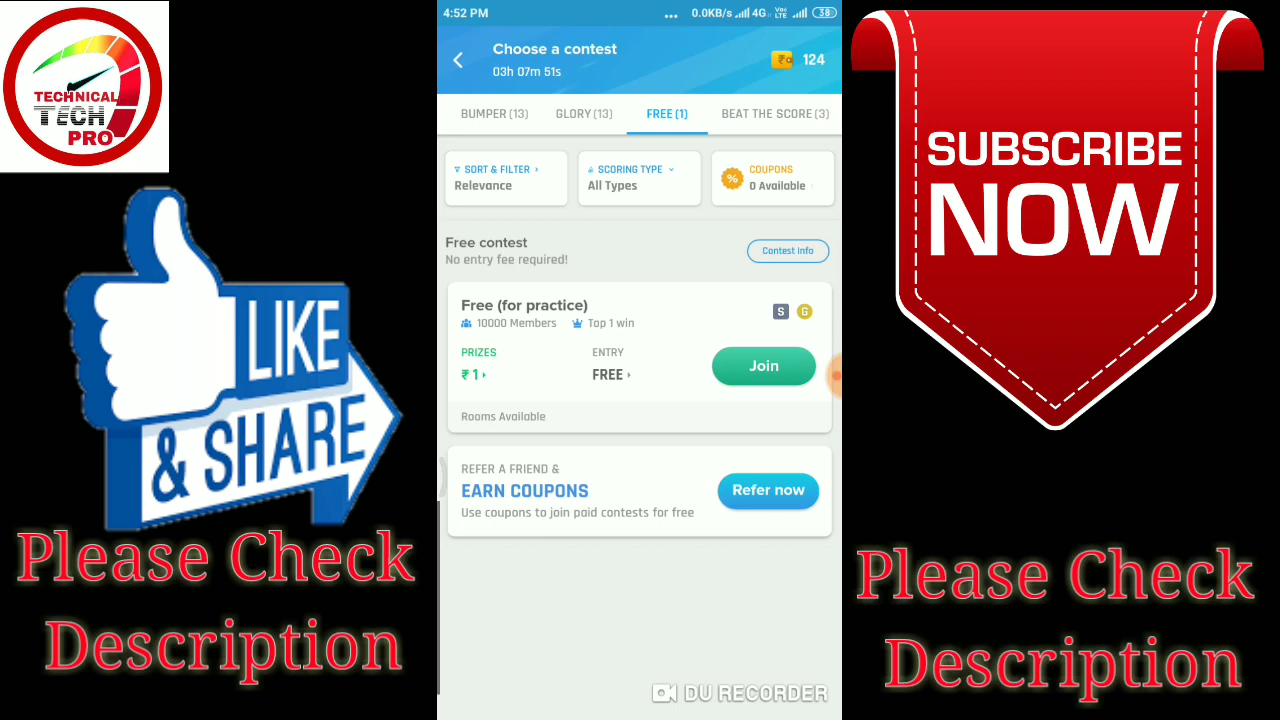 TECHNICAL
TECH
PRO
LIKE
& SHARE
Please Check
Description
4:52 PM
... 0.0KB/s 4G Vo) LTE 38
Choose a contest
03h 07m 51s
₹ 124
BUMPER (13) GLORY (13) FREE (1) BEAT THE SCORE (3)
SORT & FILTER
Relevance
SCORING TYPE
All Types
%
COUPONS
0 Available
Free contest
No entry fee required!
Contest Info
Free (for practice)
S G
10000 Members Top 1 win
PRIZES ENTRY
₹ 1 FREE
Join
Rooms Available
REFER A FRIEND &
EARN COUPONS
Use coupons to join paid contests for free
Refer now
DU RECORDER
SUBSCRIBE
NOW
Please Check
Description